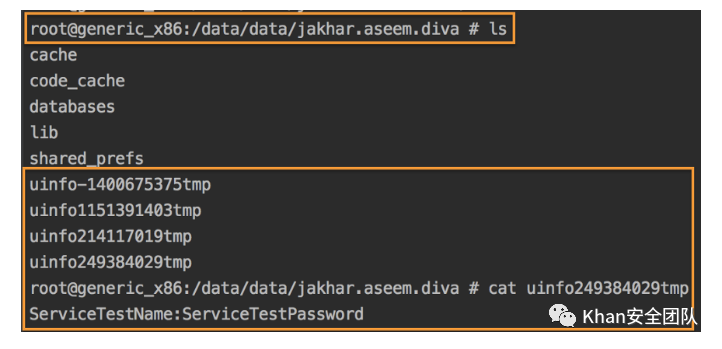 root@generic_x86:/data/data/jakhar.aseem.diva # ls
cache
code_cache
databases
lib
shared_prefs
uinfo-1400675375tmp
uinfo1151391403tmp
uinfo214117019tmp
uinfo249384029tmp
root@generic_x86:/data/data/jakhar.aseem.diva # cat uinfo249384029tmp
ServiceTestName:ServiceTestPassword
Khan安全团队